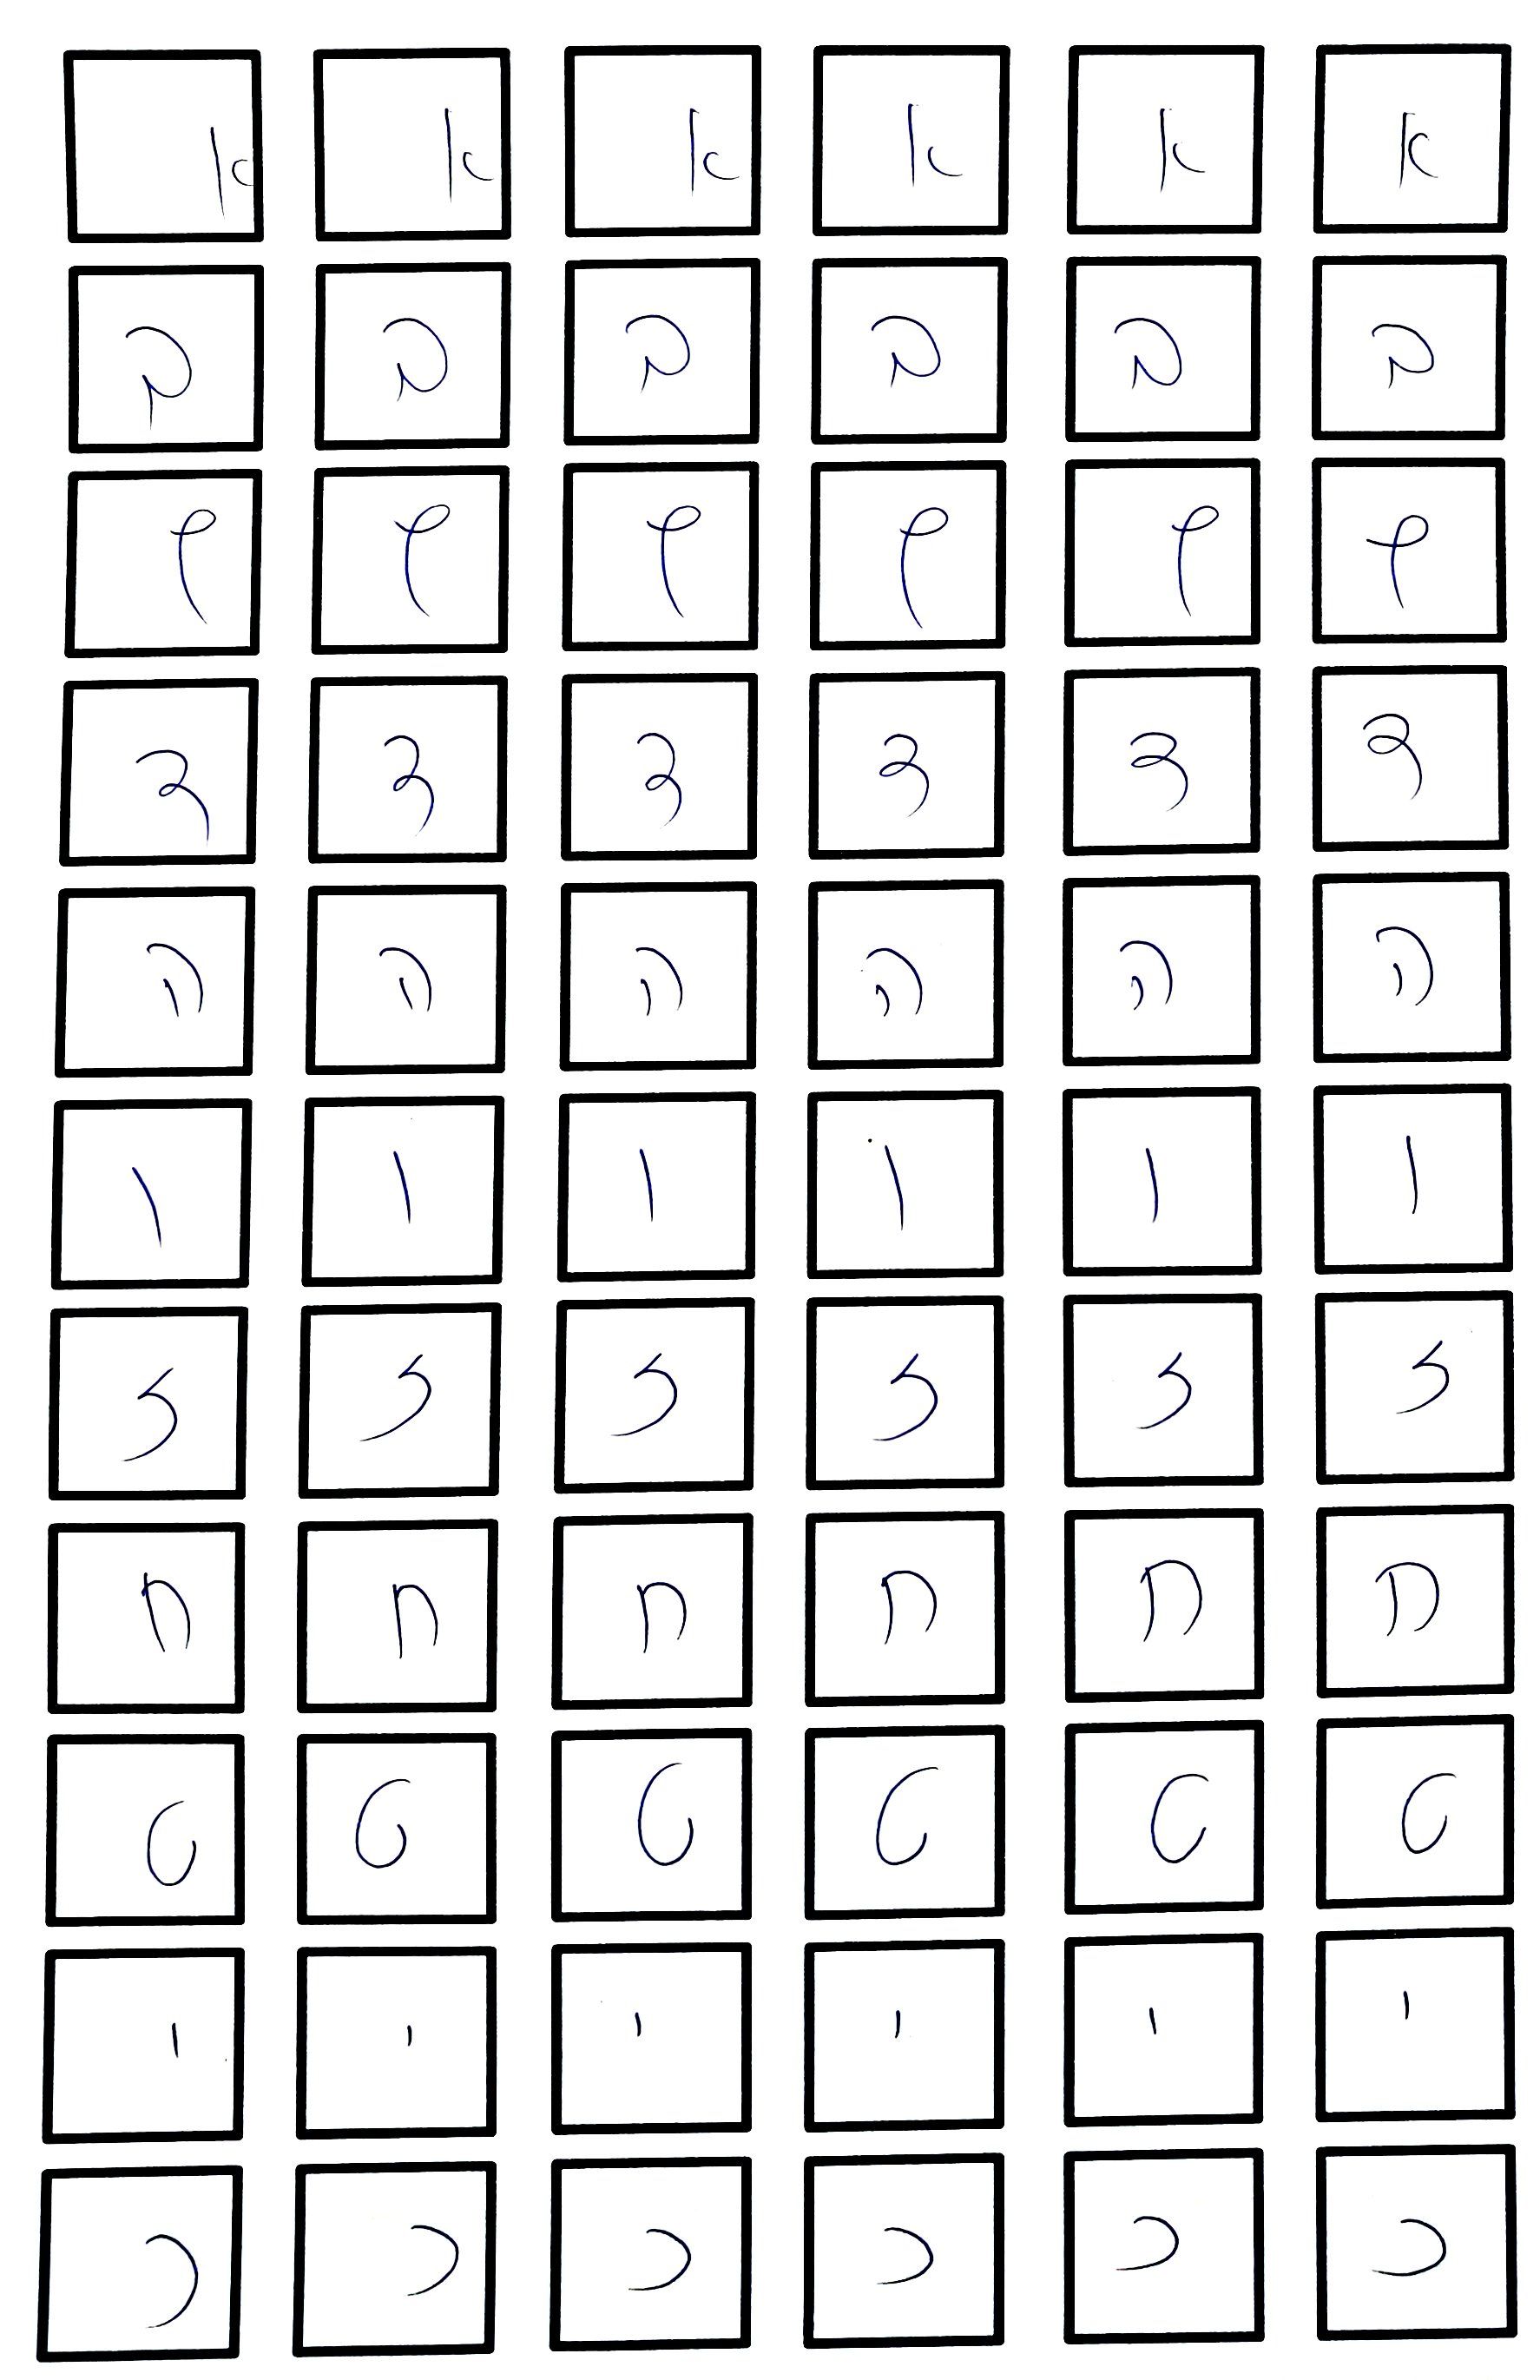 א א א א א א
ב ב ב ב ב ב
ג ג ג ג ג ג
ד ד ד ד ד ד
ה ה ה ה ה ה
ו ו ו ו ו ו
ז ז ז ז ז ז
ח ח ח ח ח ח
ט ט ט ט ט ט
י י י י י י
כ כ כ כ כ כ